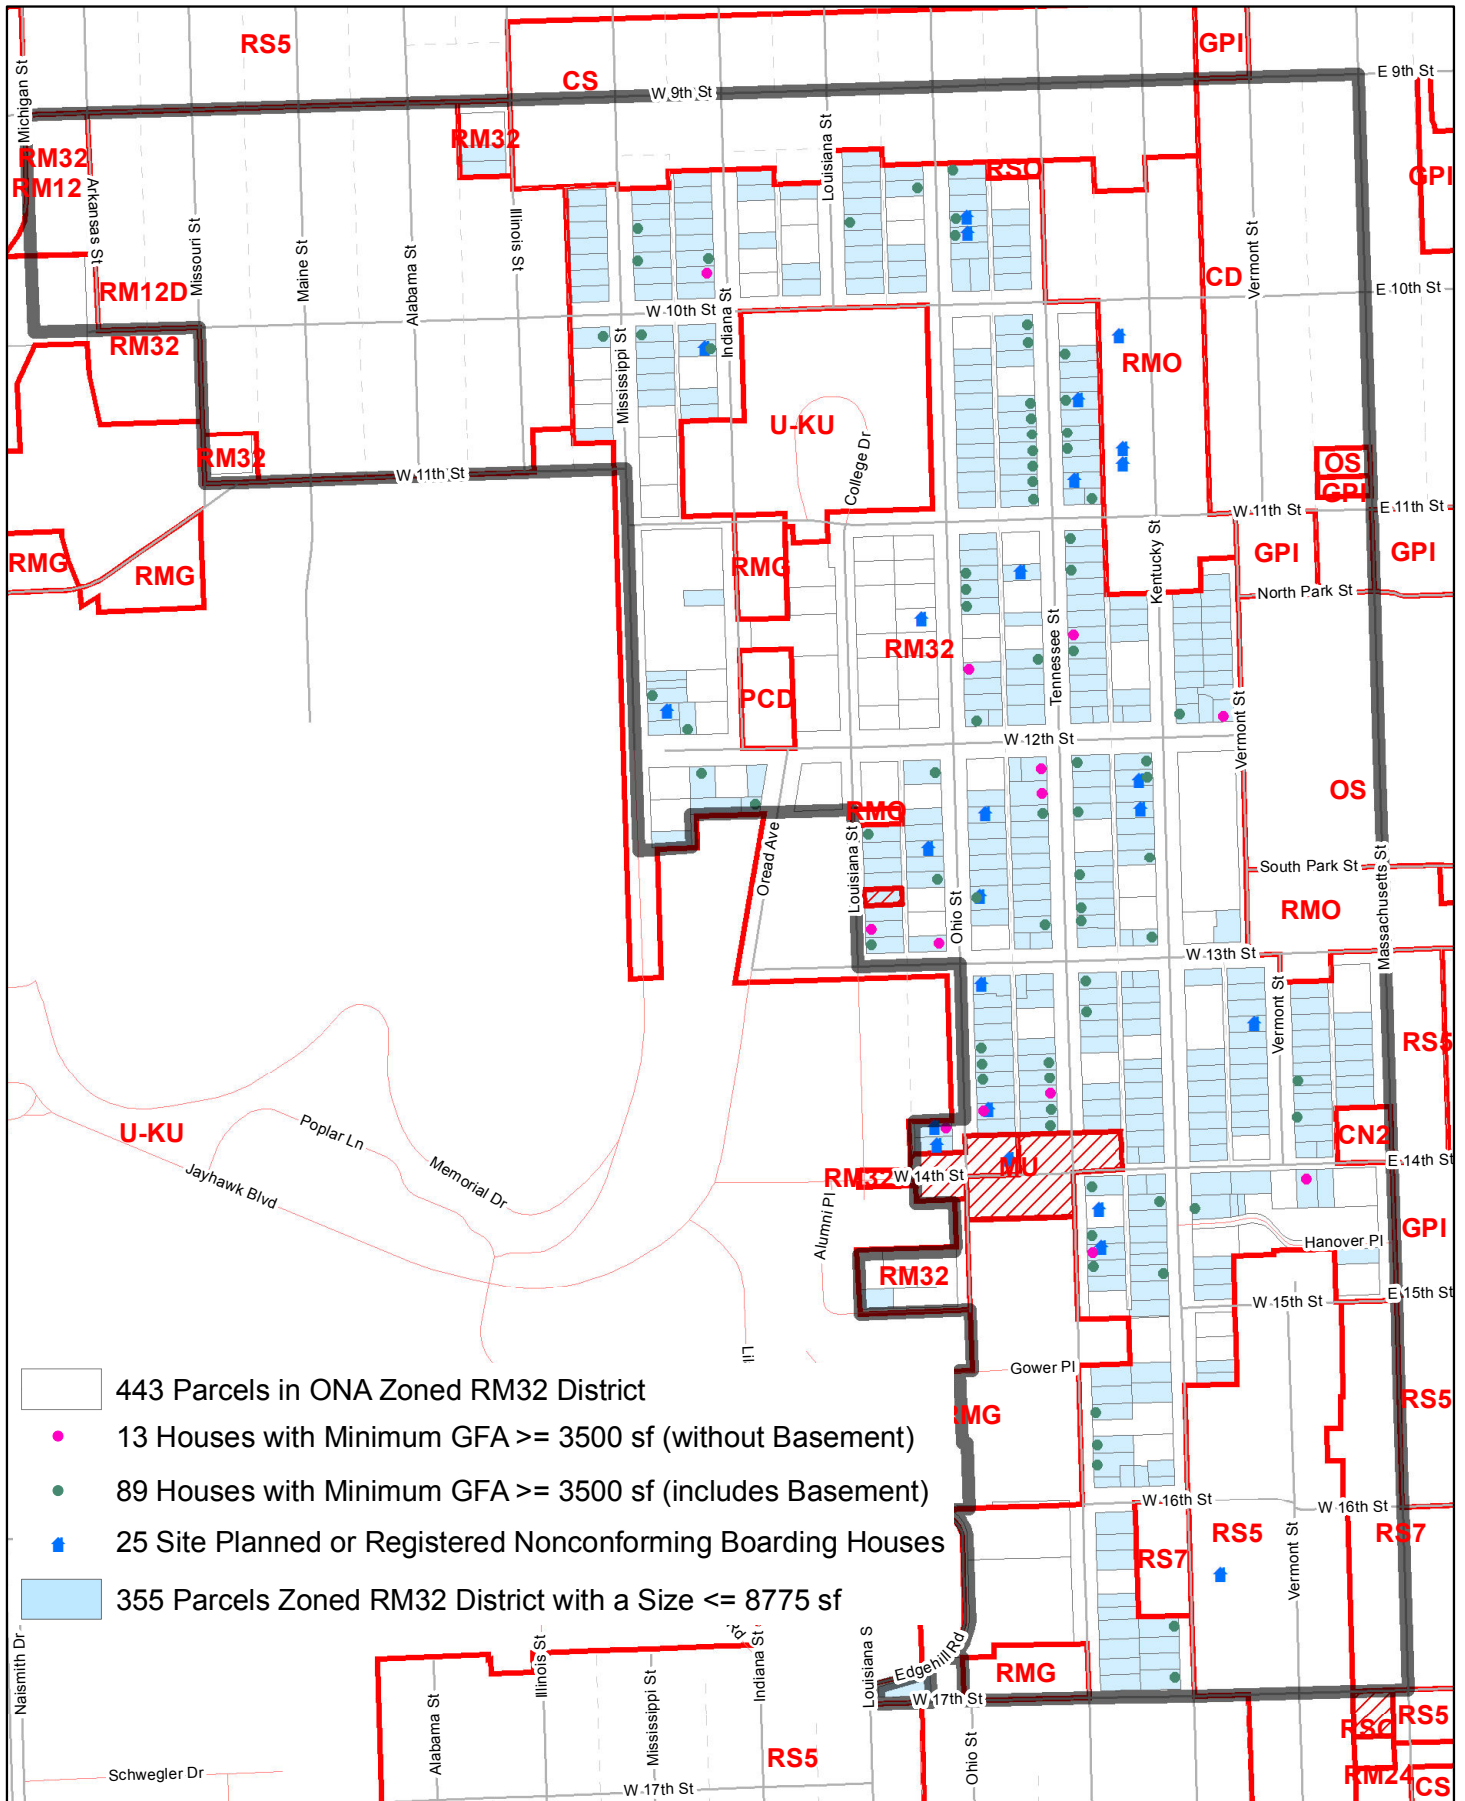 RS5
GPI
CS
E 9th St
W 9th St
Michigan St
RM32
RM32
RM12
Arkansas St
Missouri St
Maine St
Alabama St
Illinois St
Louisiana St
RSO
GPI
RM12D
CD
Vermont St
E 10th St
W 10th St
Indiana St
Mississippi St
RM32
RMO
U-KU
College Dr
RM32
W 11th St
OS
GPI
W 11th St
E 11th St
RMG
RMG
RMG
GPI
GPI
Kentucky St
North Park St
RM32
Tennessee St
PCD
Vermont St
W 12th St
OS
RMO
Oread Ave
Louisiana St
Ohio St
South Park St
Massachusetts St
RMO
W 13th St
Vermont St
RS5
U-KU
Poplar Ln
Memorial Dr
Jayhawk Blvd
CN2
MU
E 14th St
RM32
W 14th St
Alumni Pl
GPI
Hanover Pl
RM32
E 15th St
W 15th St
Lil
Gower Pl
443 Parcels in ONA Zoned RM32 District
RS5
RMG
13 Houses with Minimum GFA >= 3500 sf (without Basement)
89 Houses with Minimum GFA >= 3500 sf (includes Basement)
W 16th St
W 16th St
25 Site Planned or Registered Nonconforming Boarding Houses
RS5
RS7
RS7
Vermont St
355 Parcels Zoned RM32 District with a Size <= 8775 sf
Naismith Dr
Rd
Illinois St
Indiana St
Mississippi St
Alabama St
Louisiana S
Edgehill Rd
RMG
W 17th St
RSO
RS5
Ohio St
RS5
Schwegler Dr
W 17th St
RM24
CS